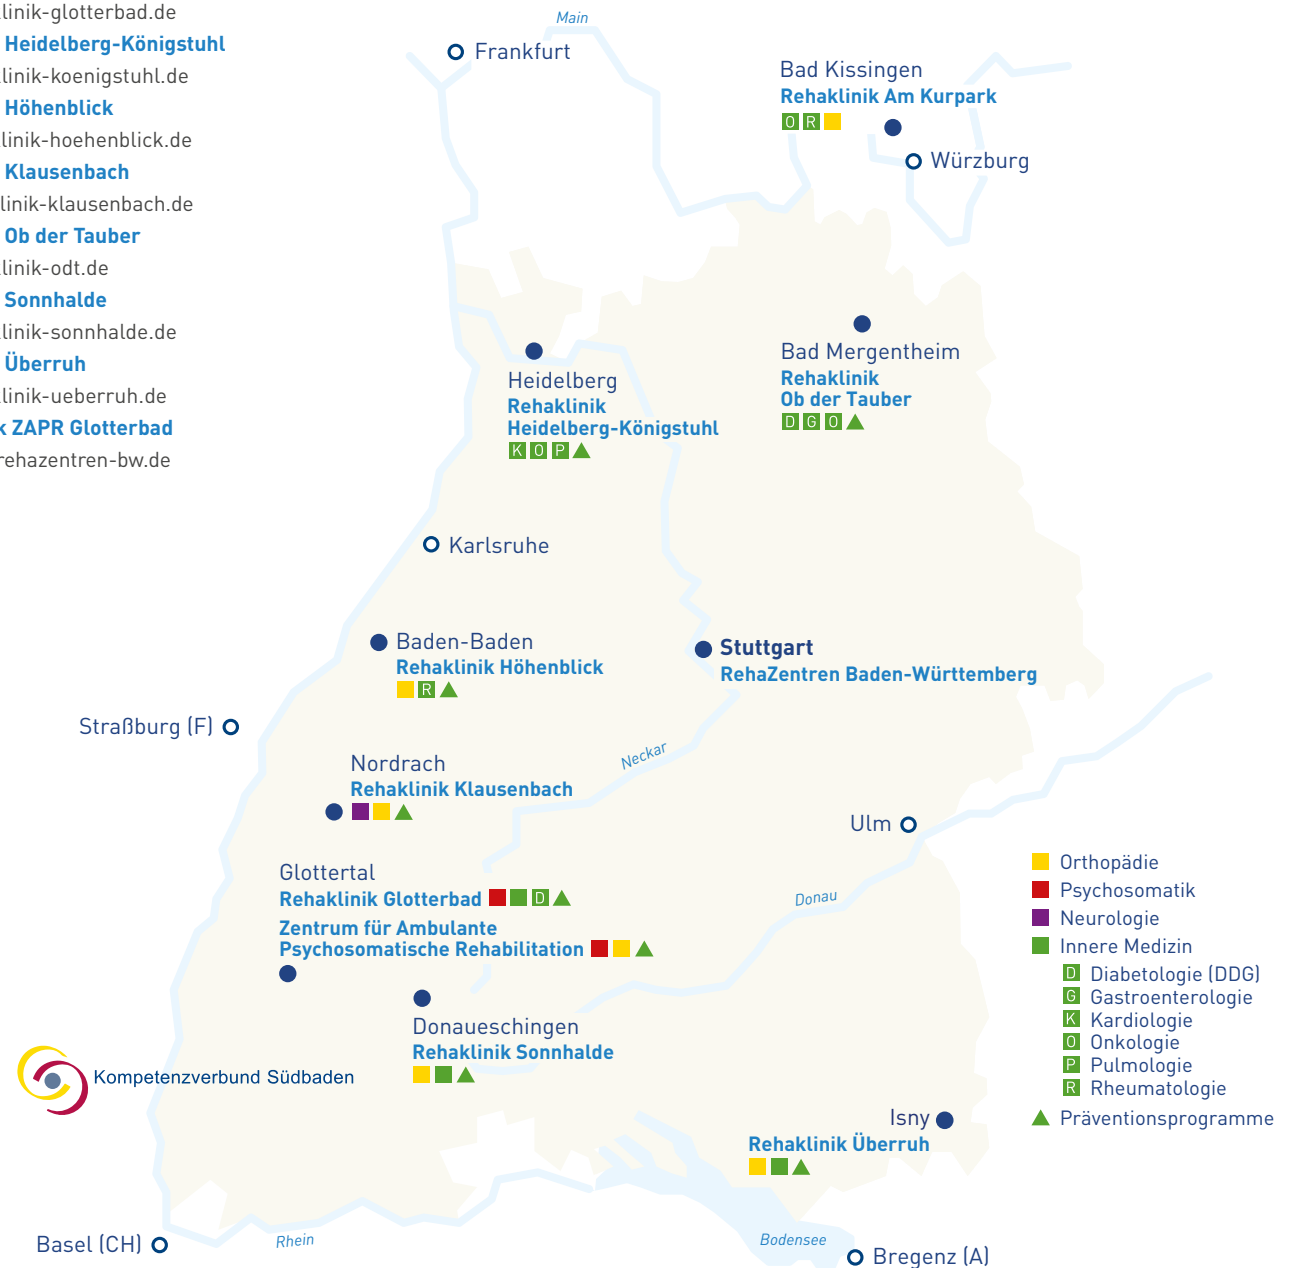 linik-glotterbad.de
Heidelberg-Königstuhl
linik-koenigstuhl.de
Höhenblick
linik-hoehenblick.de
Klausenbach
linik-klausenbach.de
Ob der Tauber
linik-odt.de
Sonnhalde
linik-sonnhalde.de
Überruh
linik-ueberruh.de
k ZAPR Glotterbad
rehazentren-bw.de
Main
Frankfurt
Bad Kissingen
Rehaklinik Am Kurpark
O R
Würzburg
Heidelberg
Rehaklinik
Heidelberg-Königstuhl
K O P
Bad Mergentheim
Rehaklinik
Ob der Tauber
D G O
Karlsruhe
Baden-Baden
Rehaklinik Höhenblick
R
Stuttgart
RehaZentren Baden-Württemberg
Straßburg (F)
Neckar
Nordrach
Rehaklinik Klausenbach
Ulm
Glottertal
Rehaklinik Glotterbad D
Zentrum für Ambulante
Psychosomatische Rehabilitation
Donau
Donaueschingen
Rehaklinik Sonnhalde
Kompetenzverbund Südbaden
Isny
Rehaklinik Überruh
Basel (CH)
Rhein
Bodensee
Bregenz (A)
Orthopädie
Psychosomatik
Neurologie
Innere Medizin
D Diabetologie (DDG)
G Gastroenterologie
K Kardiologie
O Onkologie
P Pulmologie
R Rheumatologie
Präventionsprogramme